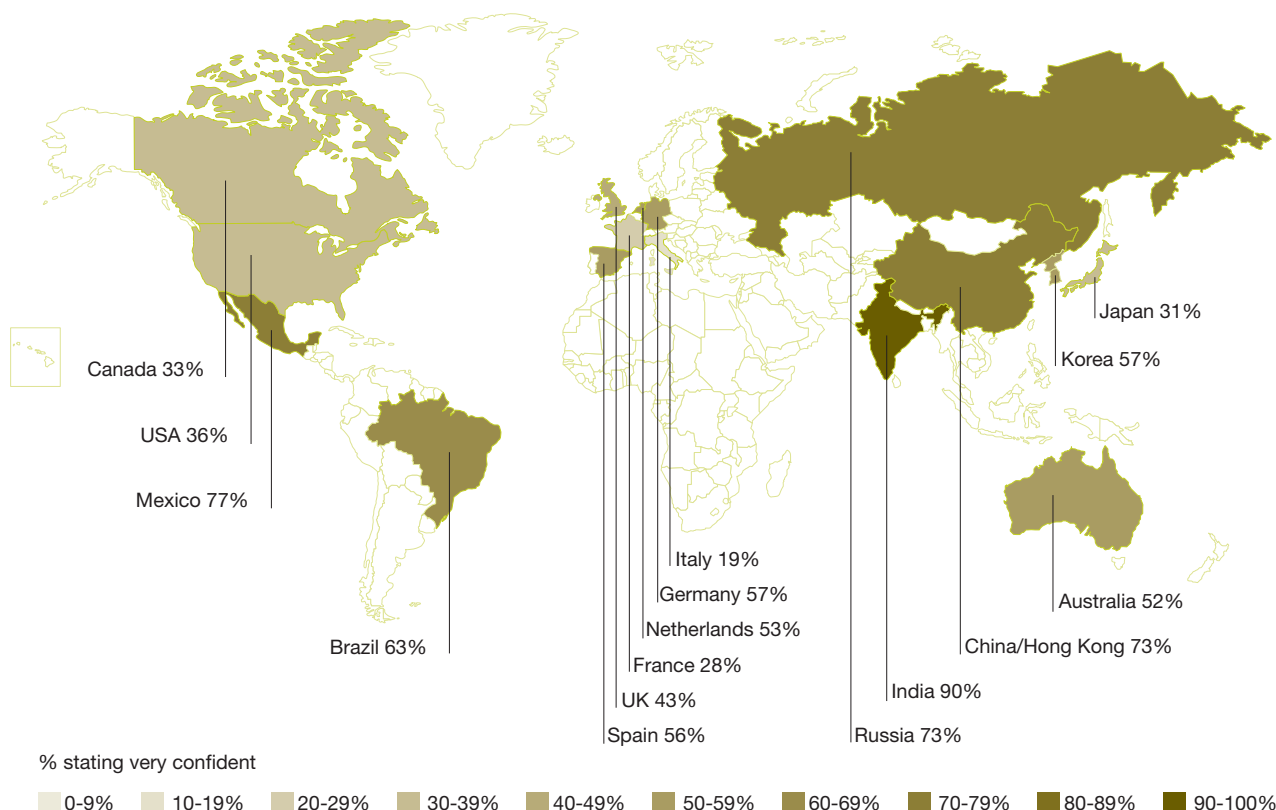 Japan 31%
Korea 57%
Canada 33%
USA 36%
Mexico 77%
Italy 19%
Germany 57%
Australia 52%
Netherlands 53%
Brazil 63%
China/Hong Kong 73%
France 28%
India 90%
UK 43%
Spain 56%
Russia 73%
% stating very confident
0-9% 10-19% 20-29% 30-39% 40-49% 50-59% 60-69% 70-79% 80-89% 90-100%